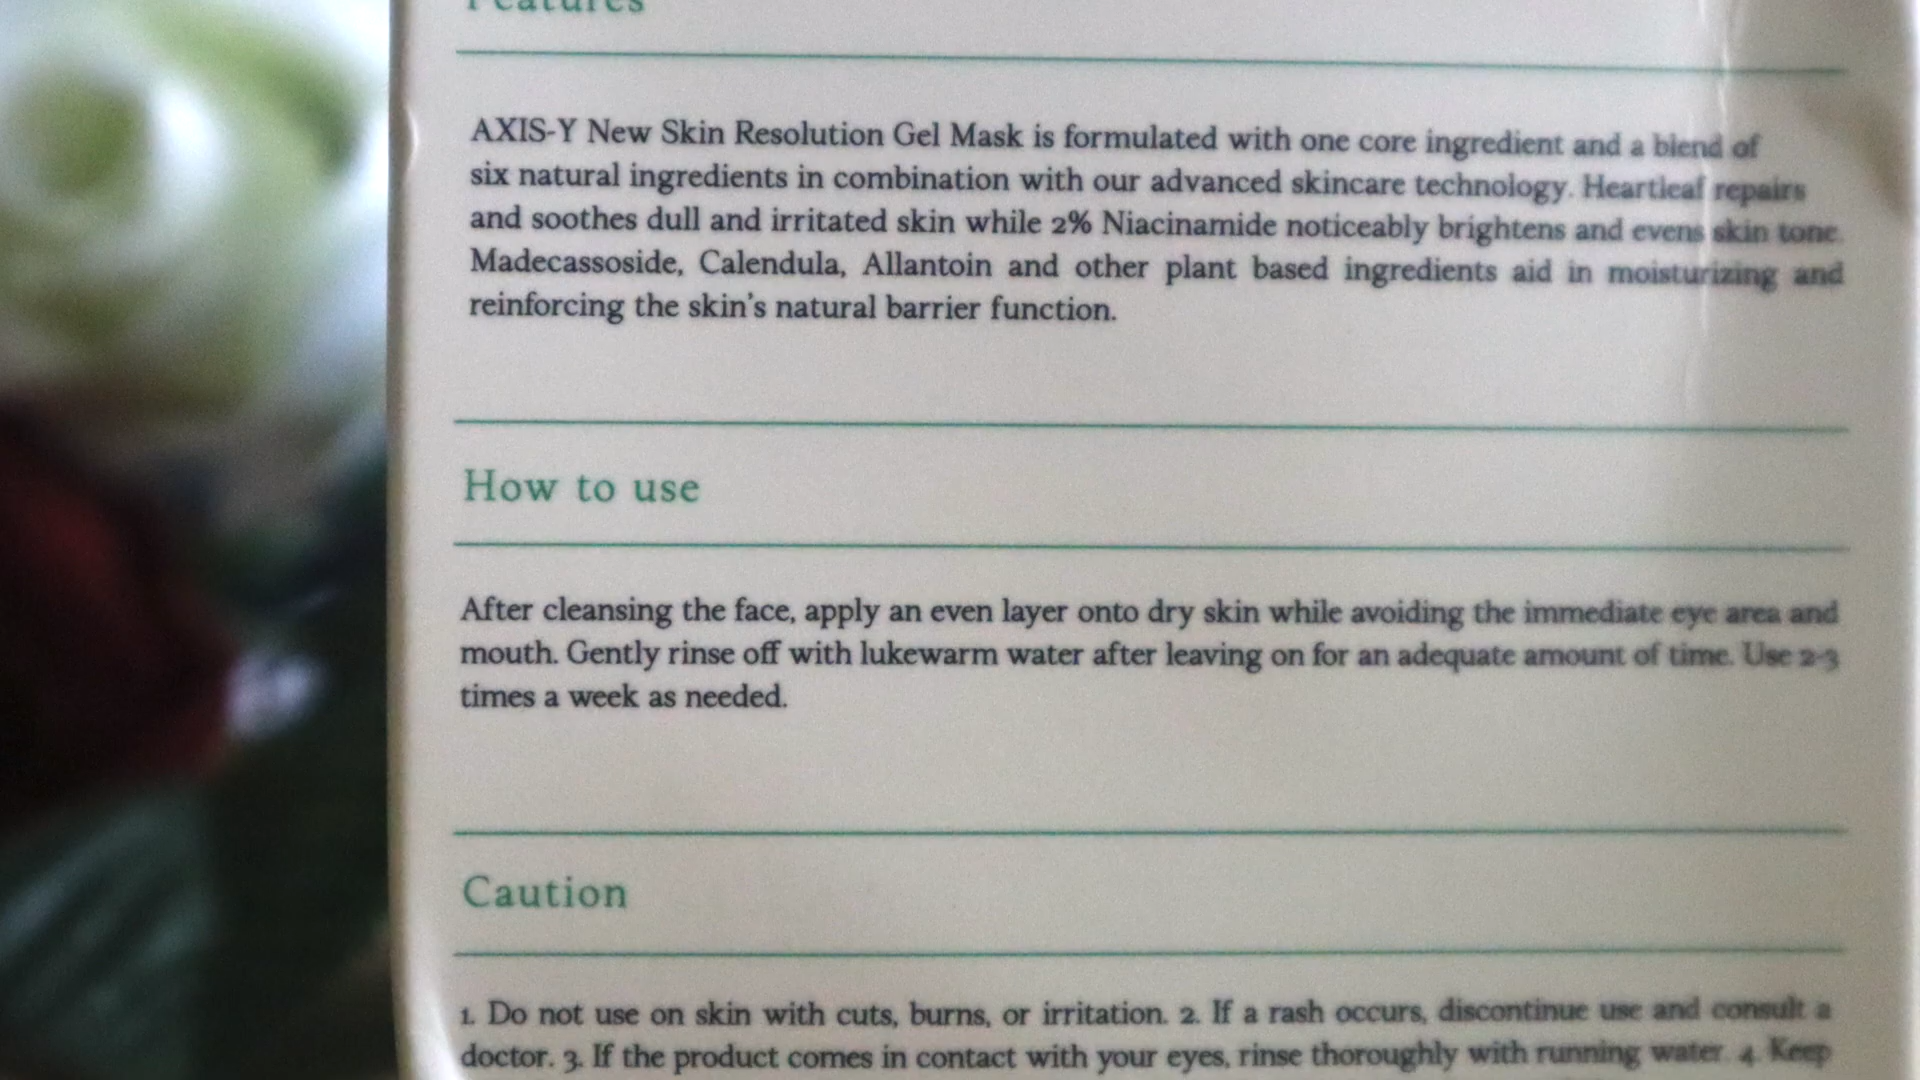 Features
AXIS-Y New Skin Resolution Gel Mask is formulated with one core ingredient and a blend of
six natural ingredients in combination with our advanced skincare technology. Heartleaf repairs
and soothes dull and irritated skin while 2% Niacinamide noticeably brightens and evens skin tone.
Madecassoside, Calendula, Allantoin and other plant based ingredients aid in moisturizing and
reinforcing the skin's natural barrier function.
How to use
After cleansing the face, apply an even layer onto dry skin while avoiding the immediate eye area and
mouth. Gently rinse off with lukewarm water after leaving on for an adequate amount of time. Use 2-3
times a week as needed.
Caution
1. Do not use on skin with cuts, burns, or irritation. 2. If a rash occurs, discontinue use and consult a
doctor. 3. If the product comes in contact with your eyes, rinse thoroughly with running water. 4. Keep